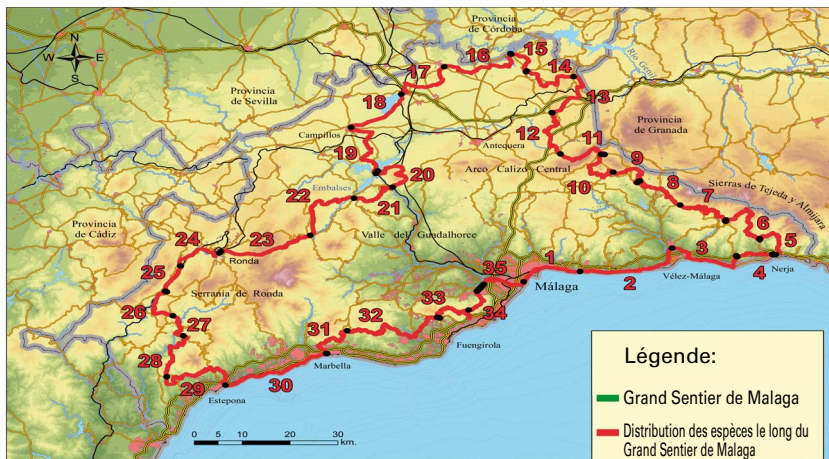 Provincia
de Córdoba
N
W E
S
16
15
17
14
Río Genil
Provincia
de Sevilla
18
13
Provincia
de Granada
Campillos
12
Antequera
11
19
9
20
Arco Calizo Central
10
8
Sierras de Tejeda y Almijara
Embalses
21
7
22
6
Provincia
de Cádiz
24
23
Valle del Guadalhorce
5
Ronda
3
Vélez-Málaga
4
Nerja
25
35
1
Málaga
2
26
Serranía de Ronda
33
27
31
32
34
Fuengirola
28
Marbella
29
30
Estepona
0 5 10 20 30
km.
Légende:
Grand Sentier de Malaga
Distribution des espèces le long du
Grand Sentier de Malaga